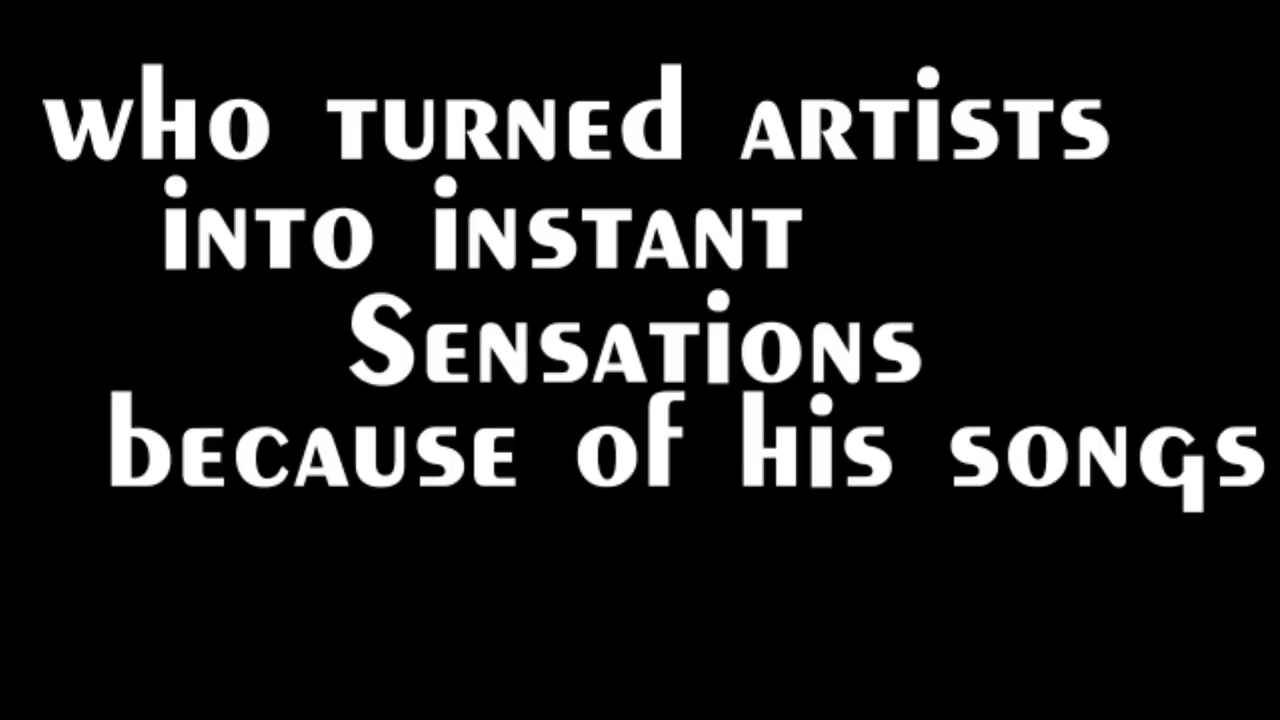 who turned artists
into instant
Sensations
because of his songs